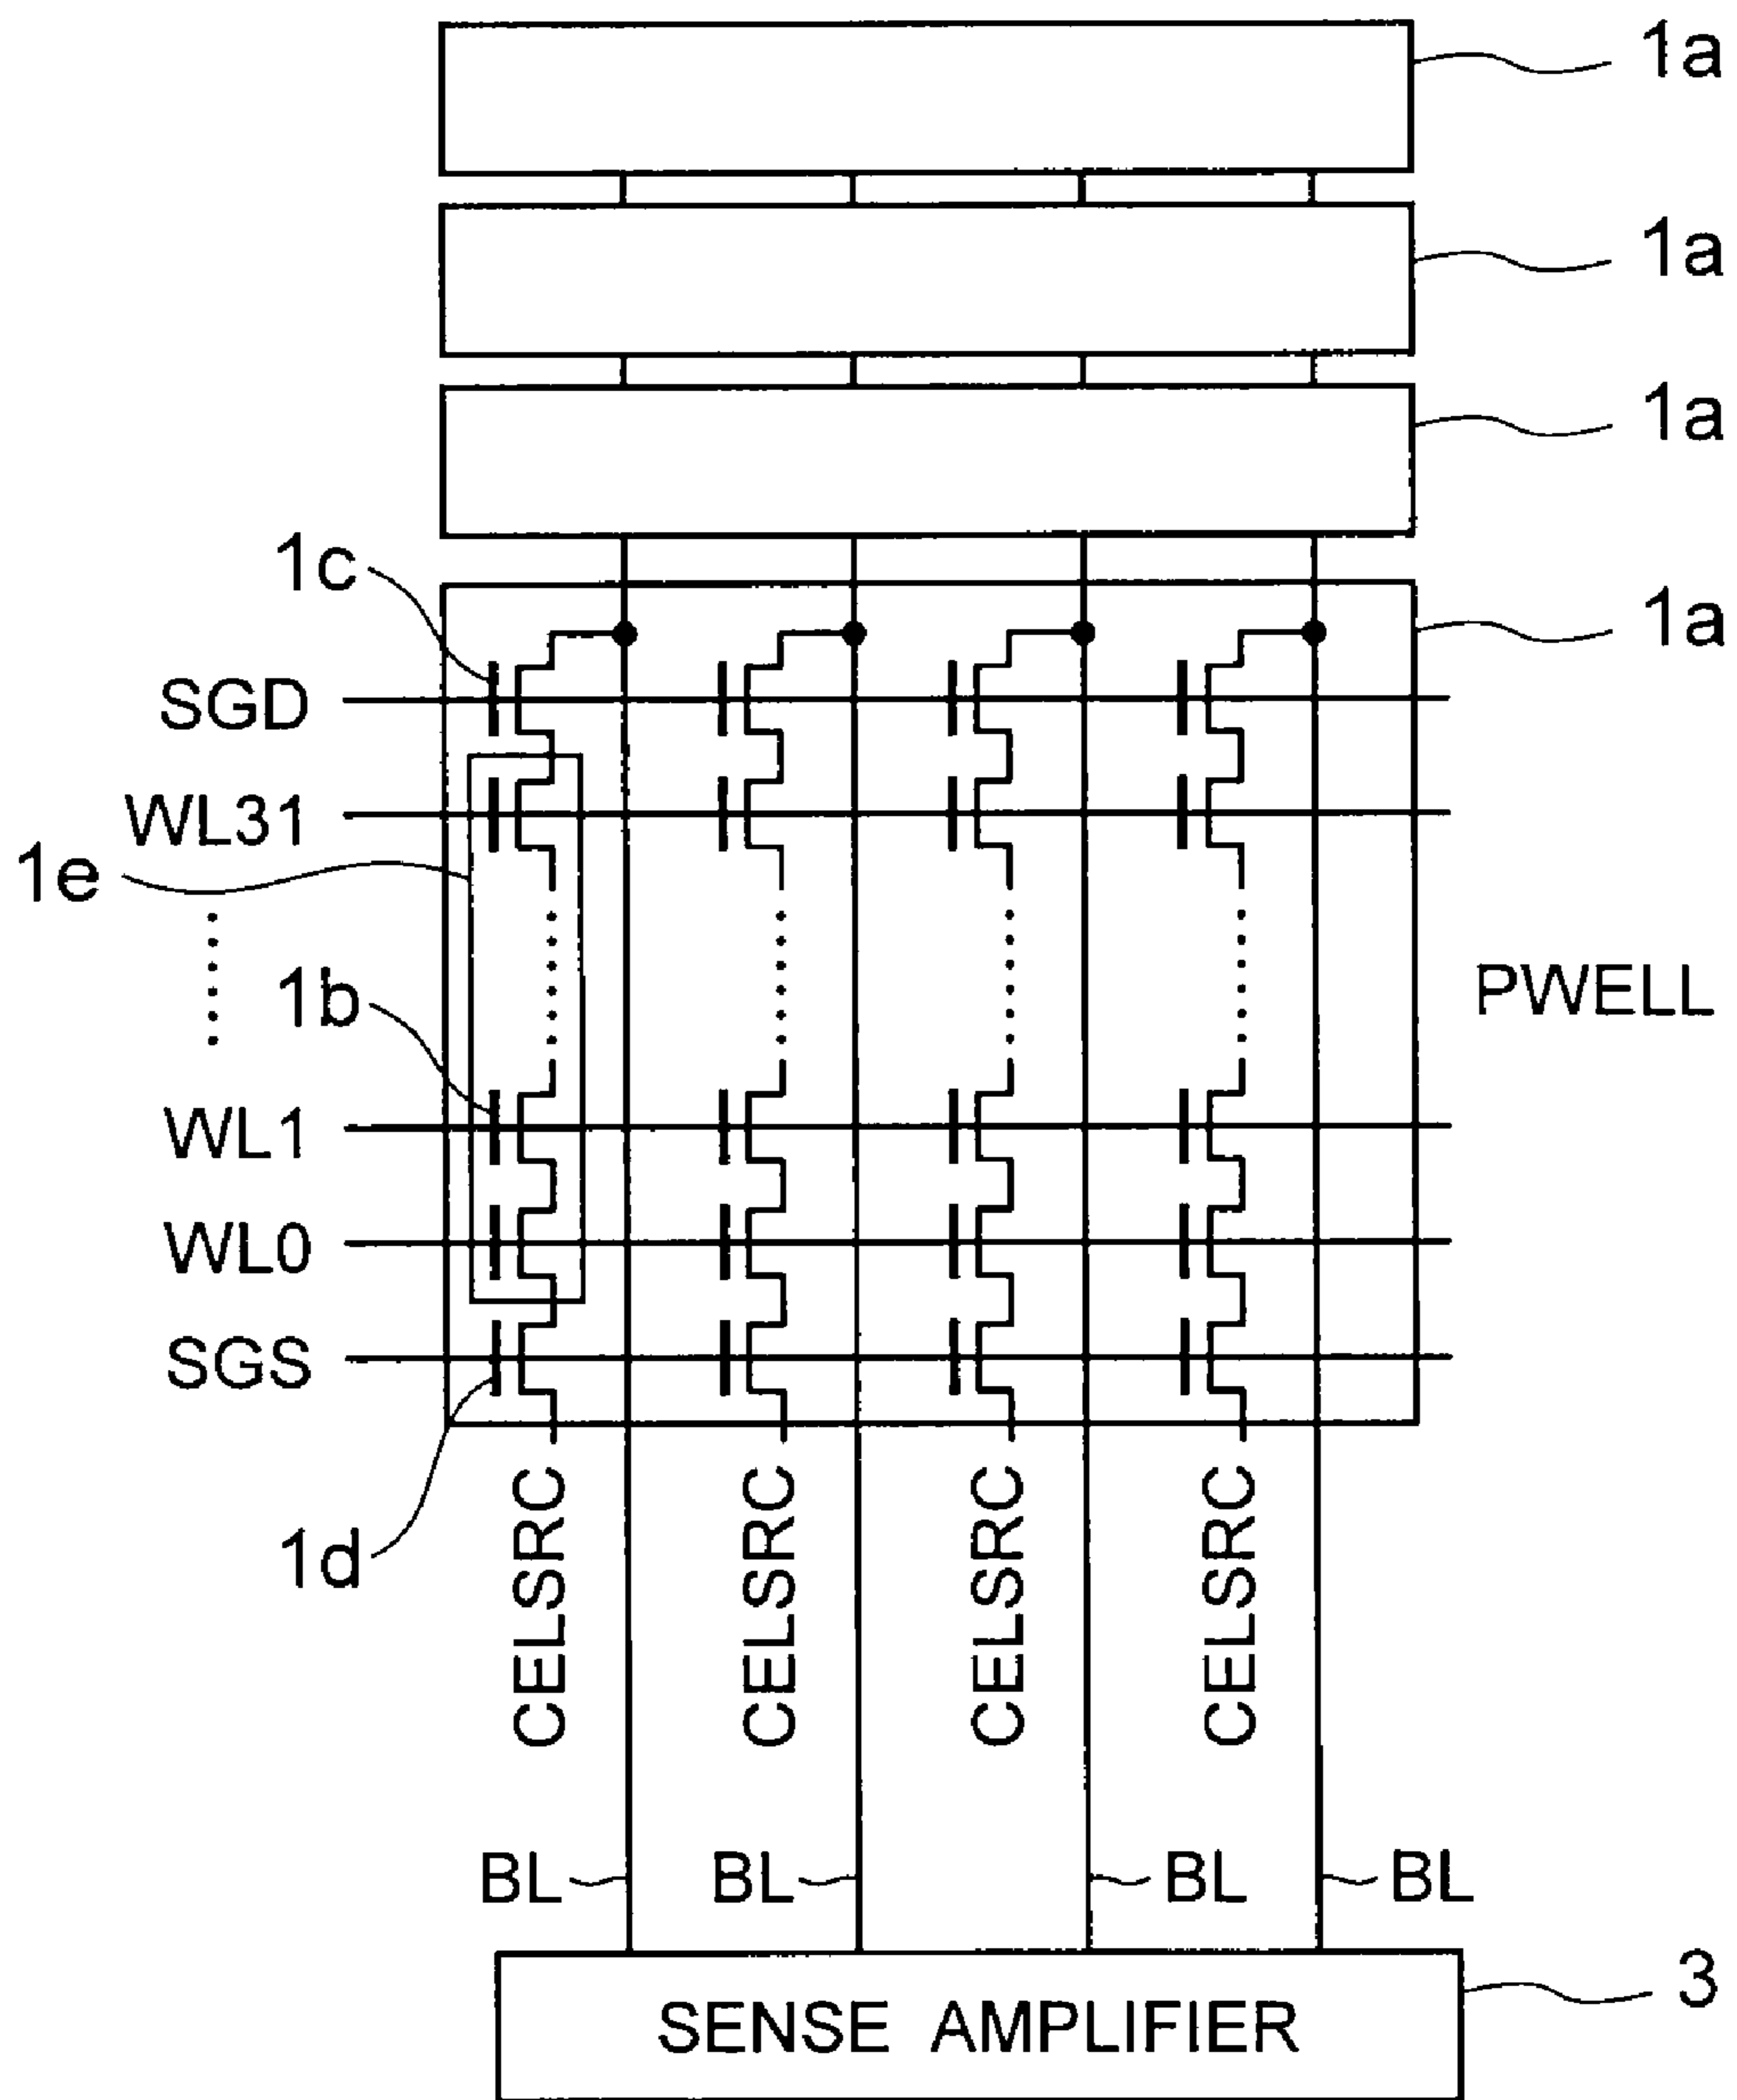 1a
1a
1a
1c
1a
SGD
WL31
1e
1b
PWELL
WL1
WL0
SGS
1d
CELSRC
CELSRC
CELSRC
CELSRC
BL
BL
BL
BL
3
SENSE AMPLIFIER